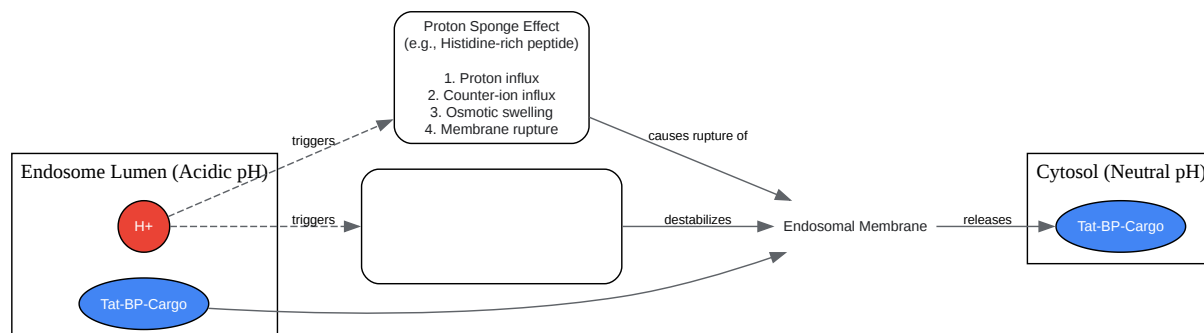 Proton Sponge Effect
(e.g., Histidine-rich peptide)
1. Proton influx
2. Counter-ion influx
3. Osmotic swelling
4. Membrane rupture
triggers
causes rupture of
Endosome Lumen (Acidic pH)
Cytosol (Neutral pH)
H+
triggers
destabilizes
Endosomal Membrane
releases
Tat-BP-Cargo
Tat-BP-Cargo